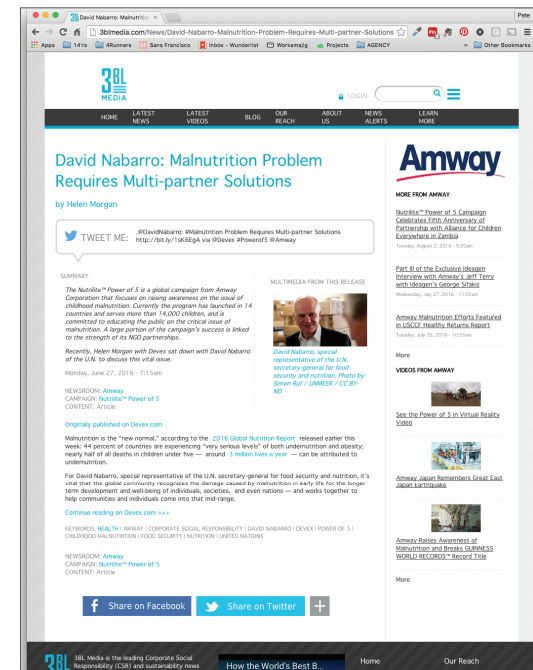 David Nabarro: Malnutritio
Pete
3blmedia.com/News/David-Nabarro-Malnutrition-Problem-Requires-Multi-partner-Solutions
Apps 14'rs 4Runners Sans Francisco Inbox - Wunderlist Workamajig Projects AGENCY » Other Bookmarks
3BL
MEDIA
LOGIN
HOME LATEST NEWS LATEST VIDEOS BLOG OUR REACH ABOUT US NEWS ALERTS LEARN MORE
David Nabarro: Malnutrition Problem
Requires Multi-partner Solutions
by Helen Morgan
TWEET ME: .@DavidNabarro: #Malnutrition Problem Requires Multi-partner Solutions
http://bit.ly/1sK6EgA via @Devex #Powerof5 @Amway
SUMMARY
The Nutrilite™ Power of 5 is a global campaign from Amway
Corporation that focuses on raising awareness on the issue of
childhood malnutrition. Currently the program has launched in 14
countries and serves more than 14,000 children, and is
committed to educating the public on the critical issue of
malnutrition. A large portion of the campaign's success is linked
to the strength of its NGO partnerships.
Recently, Helen Morgan with Devex sat down with David Nabarro
of the U.N. to discuss this vital issue.
Monday, June 27, 2016 - 7:15am
NEWSROOM: Amway
CAMPAIGN: Nutrilite™ Power of 5
CONTENT: Article
MULTIMEDIA FROM THIS RELEASE
David Nabarro, special
representative of the U.N.
secretary-general for food
security and nutrition. Photo by:
Simon Ruf / UNMEER / CC BY-
ND
Originally published on Devex.com
Malnutrition is the "new normal," according to the 2016 Global Nutrition Report released earlier this
week: 44 percent of countries are experiencing "very serious levels" of both undernutrition and obesity;
nearly half of all deaths in children under five — around 3 million lives a year — can be attributed to
undernutrition.
For David Nabarro, special representative of the U.N. secretary-general for food security and nutrition, it's
vital that the global community recognizes the damage caused by malnutrition in early life for the longer
term development and well-being of individuals, societies, and even nations — and works together to
help communities and individuals come into that mid-range.
Continue reading on Devex.com >>>
KEYWORDS: HEALTH | AMWAY | CORPORATE SOCIAL RESPONSIBILITY | DAVID NABARRO | DEVEX | POWER OF 5 |
CHILDHOOD MALNUTRITION | FOOD SECURITY | NUTRITION | UNITED NATIONS
NEWSROOM: Amway
CAMPAIGN: Nutrilite™ Power of 5
CONTENT: Article
Share on Facebook
Share on Twitter
+
Amway
MORE FROM AMWAY
Nutrilite™ Power of 5 Campaign
Celebrates Fifth Anniversary of
Partnership with Alliance for Children
Everywhere in Zambia
Tuesday, August 2, 2016 - 9:20am
Part III of the Exclusive Ideagen
Interview with Amway's Jeff Terry
with Ideagen's George Sifakis
Wednesday, July 27, 2016 - 11:05am
Amway Malnutrition Efforts Featured
in USCCF Healthy Returns Report
Tuesday, July 26, 2016 - 10:55am
More
VIDEOS FROM AMWAY
See the Power of 5 in Virtual Reality
Video
Amway Japan Remembers Great East
Japan Earthquake
Amway Raises Awareness of
Malnutrition and Breaks GUINNESS
WORLD RECORDS™ Record Title
More
3BL
3BL Media is the leading Corporate Social
Responsibility (CSR) and sustainability news
How the World's Best B...
Home
Our Reach